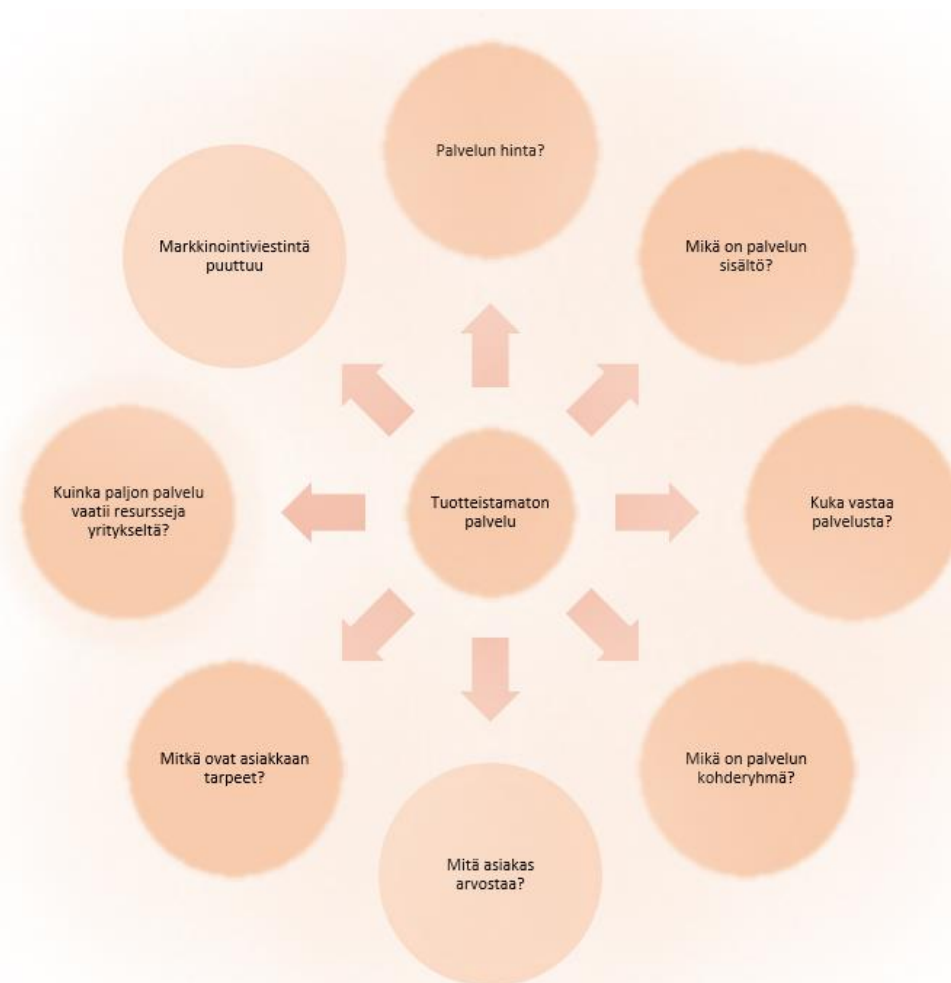 Palvelun hinta?
Mikä on palvelun
sisältö?
Kuka vastaa
palvelusta?
Mikä on palvelun
kohderyhmä?
Mitä asiakas
arvostaa?
Mitkä ovat asiakkaan
tarpeet?
Kuinka paljon palvelu
vaatii resursseja
yritykseltä?
Markkinointiviestintä
puuttuu
Tuotteistamaton
palvelu